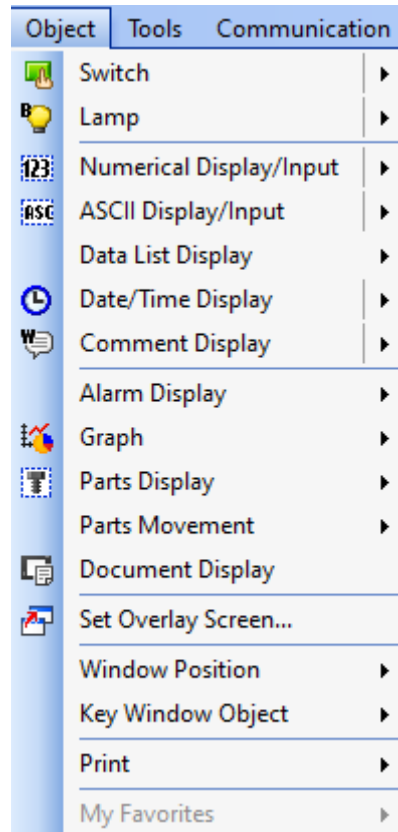 Object Tools Communication
Switch
B
Lamp
123 Numerical Display/Input
ASC ASCII Display/Input
Data List Display
Date/Time Display
W
Comment Display
Alarm Display
Graph
Parts Display
Parts Movement
Document Display
Set Overlay Screen...
Window Position
Key Window Object
Print
My Favorites